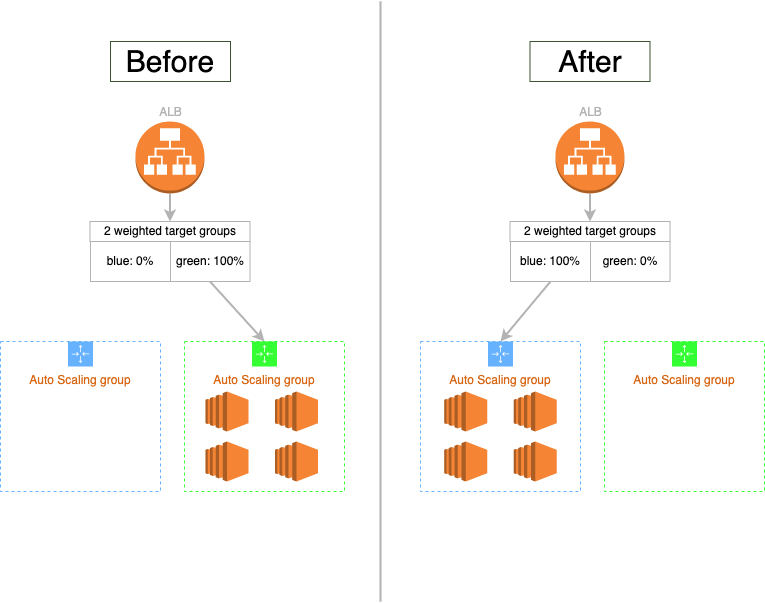 Before
ALB
2 weighted target groups
blue: 0%
green: 100%
Auto Scaling group
Auto Scaling group
After
ALB
2 weighted target groups
blue: 100%
green: 0%
Auto Scaling group
Auto Scaling group